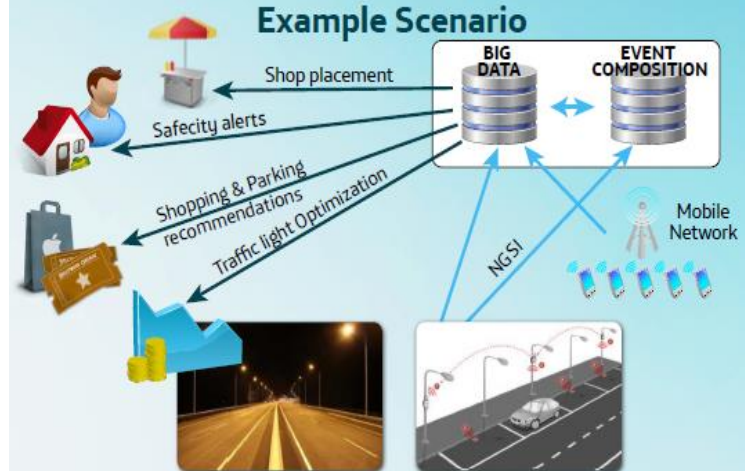 Example Scenario
BIG
DATA
EVENT
COMPOSITION
Shop placement
Safecity alerts
Shopping & Parking
recommendations
Traffic light Optimization
NGSI
Mobile
Network